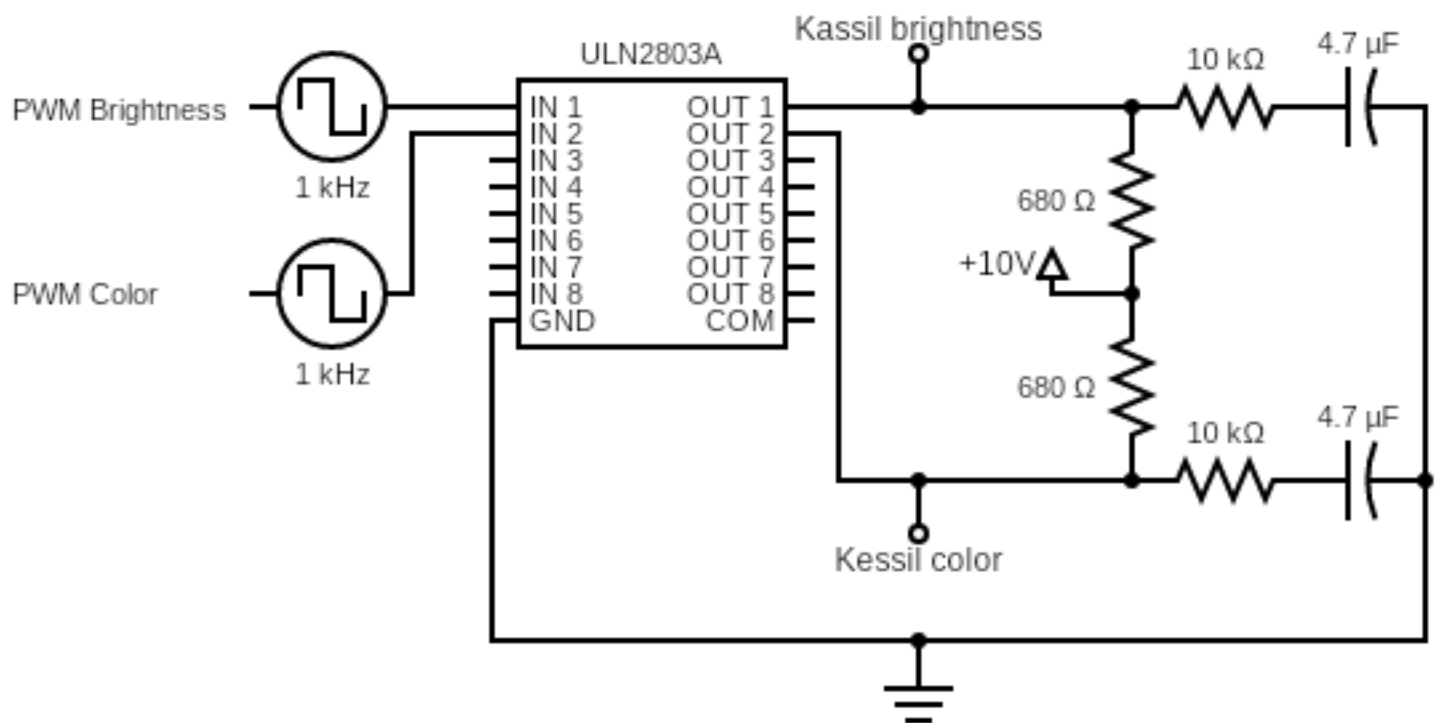 Kassil brightness
ULN2803A
10 kΩ
4.7 µF
PWM Brightness
IN 1
OUT 1
IN 2
OUT 2
IN 3
OUT 3
1 kHz
IN 4
OUT 4
IN 5
OUT 5
680 Ω
IN 6
OUT 6
IN 7
OUT 7
+10V
PWM Color
IN 8
OUT 8
GND
COM
1 kHz
680 Ω
10 kΩ
4.7 µF
Kessil color